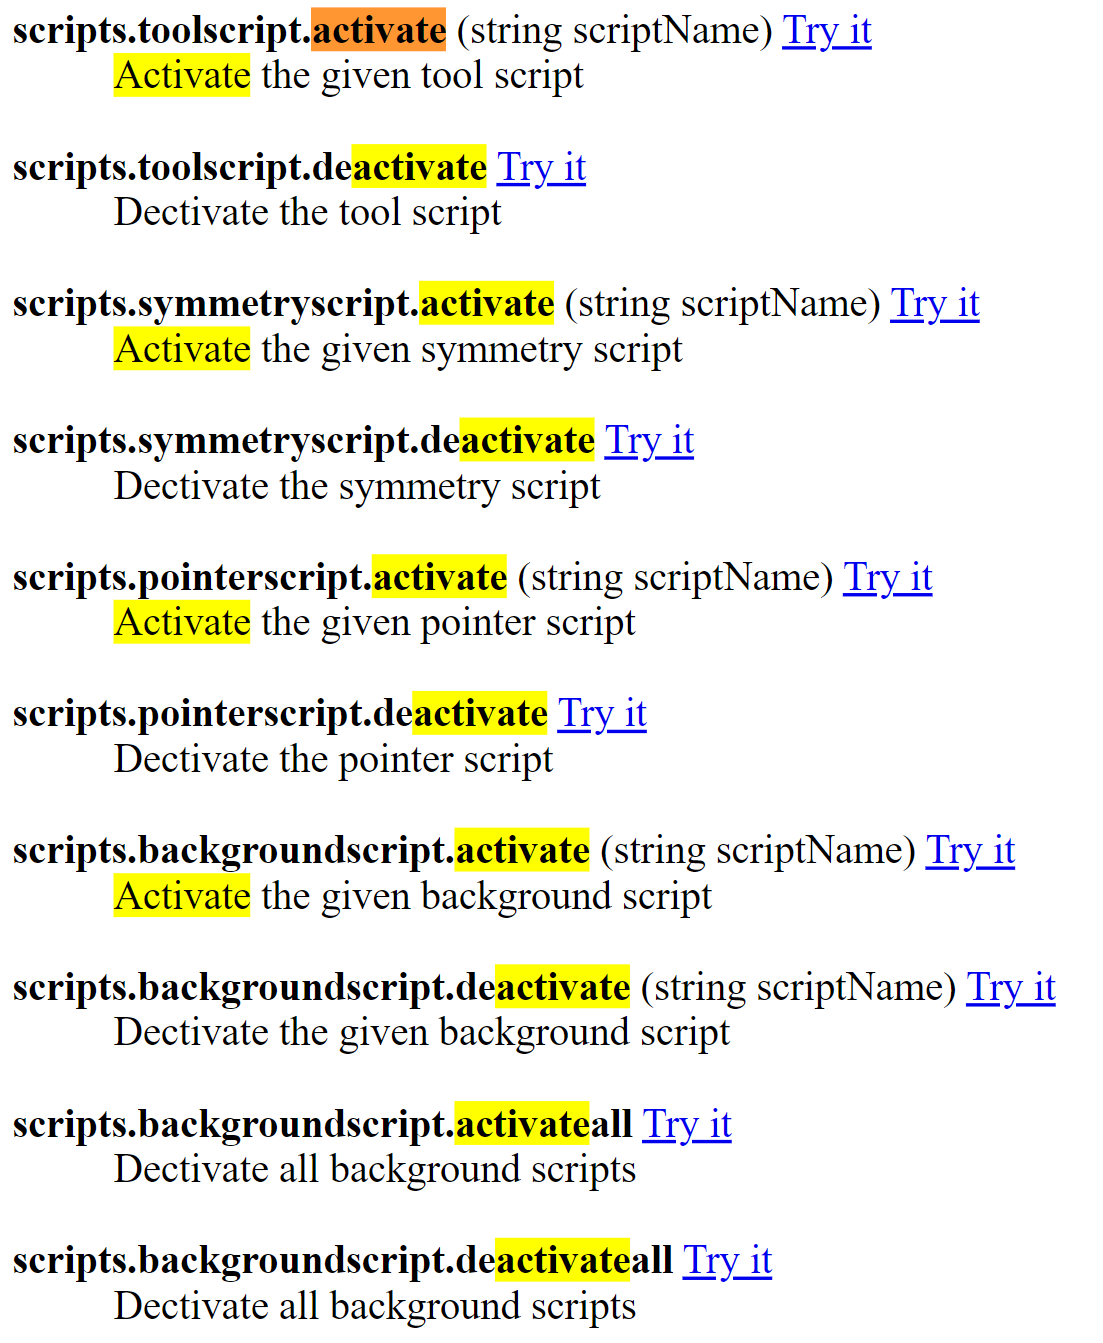 scripts.toolscript.activate (string scriptName) Try it
Activate the given tool script
scripts.toolscript.deactivate Try it
Dectivate the tool script
scripts.symmetryscript.activate (string scriptName) Try it
Activate the given symmetry script
scripts.symmetryscript.deactivate Try it
Dectivate the symmetry script
scripts.pointerscript.activate (string scriptName) Try it
Activate the given pointer script
scripts.pointerscript.deactivate Try it
Dectivate the pointer script
scripts.backgroundscript.activate (string scriptName) Try it
Activate the given background script
scripts.backgroundscript.deactivate (string scriptName) Try it
Dectivate the given background script
scripts.backgroundscript.activateall Try it
Dectivate all background scripts
scripts.backgroundscript.deactivateall Try it
Dectivate all background scripts